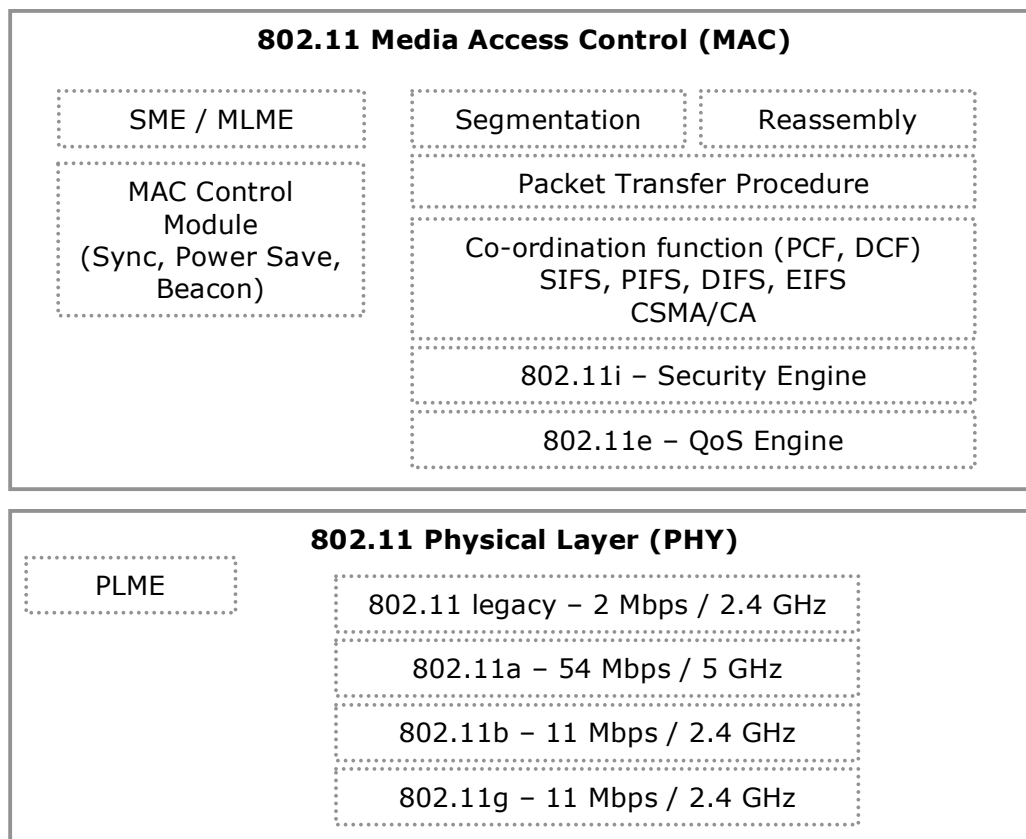 802.11 Media Access Control (MAC)
SME / MLME
MAC Control
Module
(Sync, Power Save,
Beacon)
Segmentation
Reassembly
Packet Transfer Procedure
Co-ordination function (PCF, DCF)
SIFS, PIFS, DIFS, EIFS
CSMA/CA
802.11i – Security Engine
802.11e – QoS Engine
802.11 Physical Layer (PHY)
PLME
802.11 legacy – 2 Mbps / 2.4 GHz
802.11a – 54 Mbps / 5 GHz
802.11b – 11 Mbps / 2.4 GHz
802.11g – 11 Mbps / 2.4 GHz